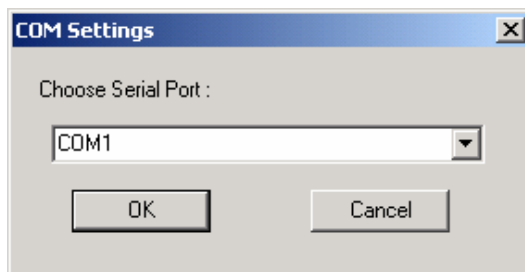 COM Settings
Choose Serial Port :
COM1
OK
Cancel